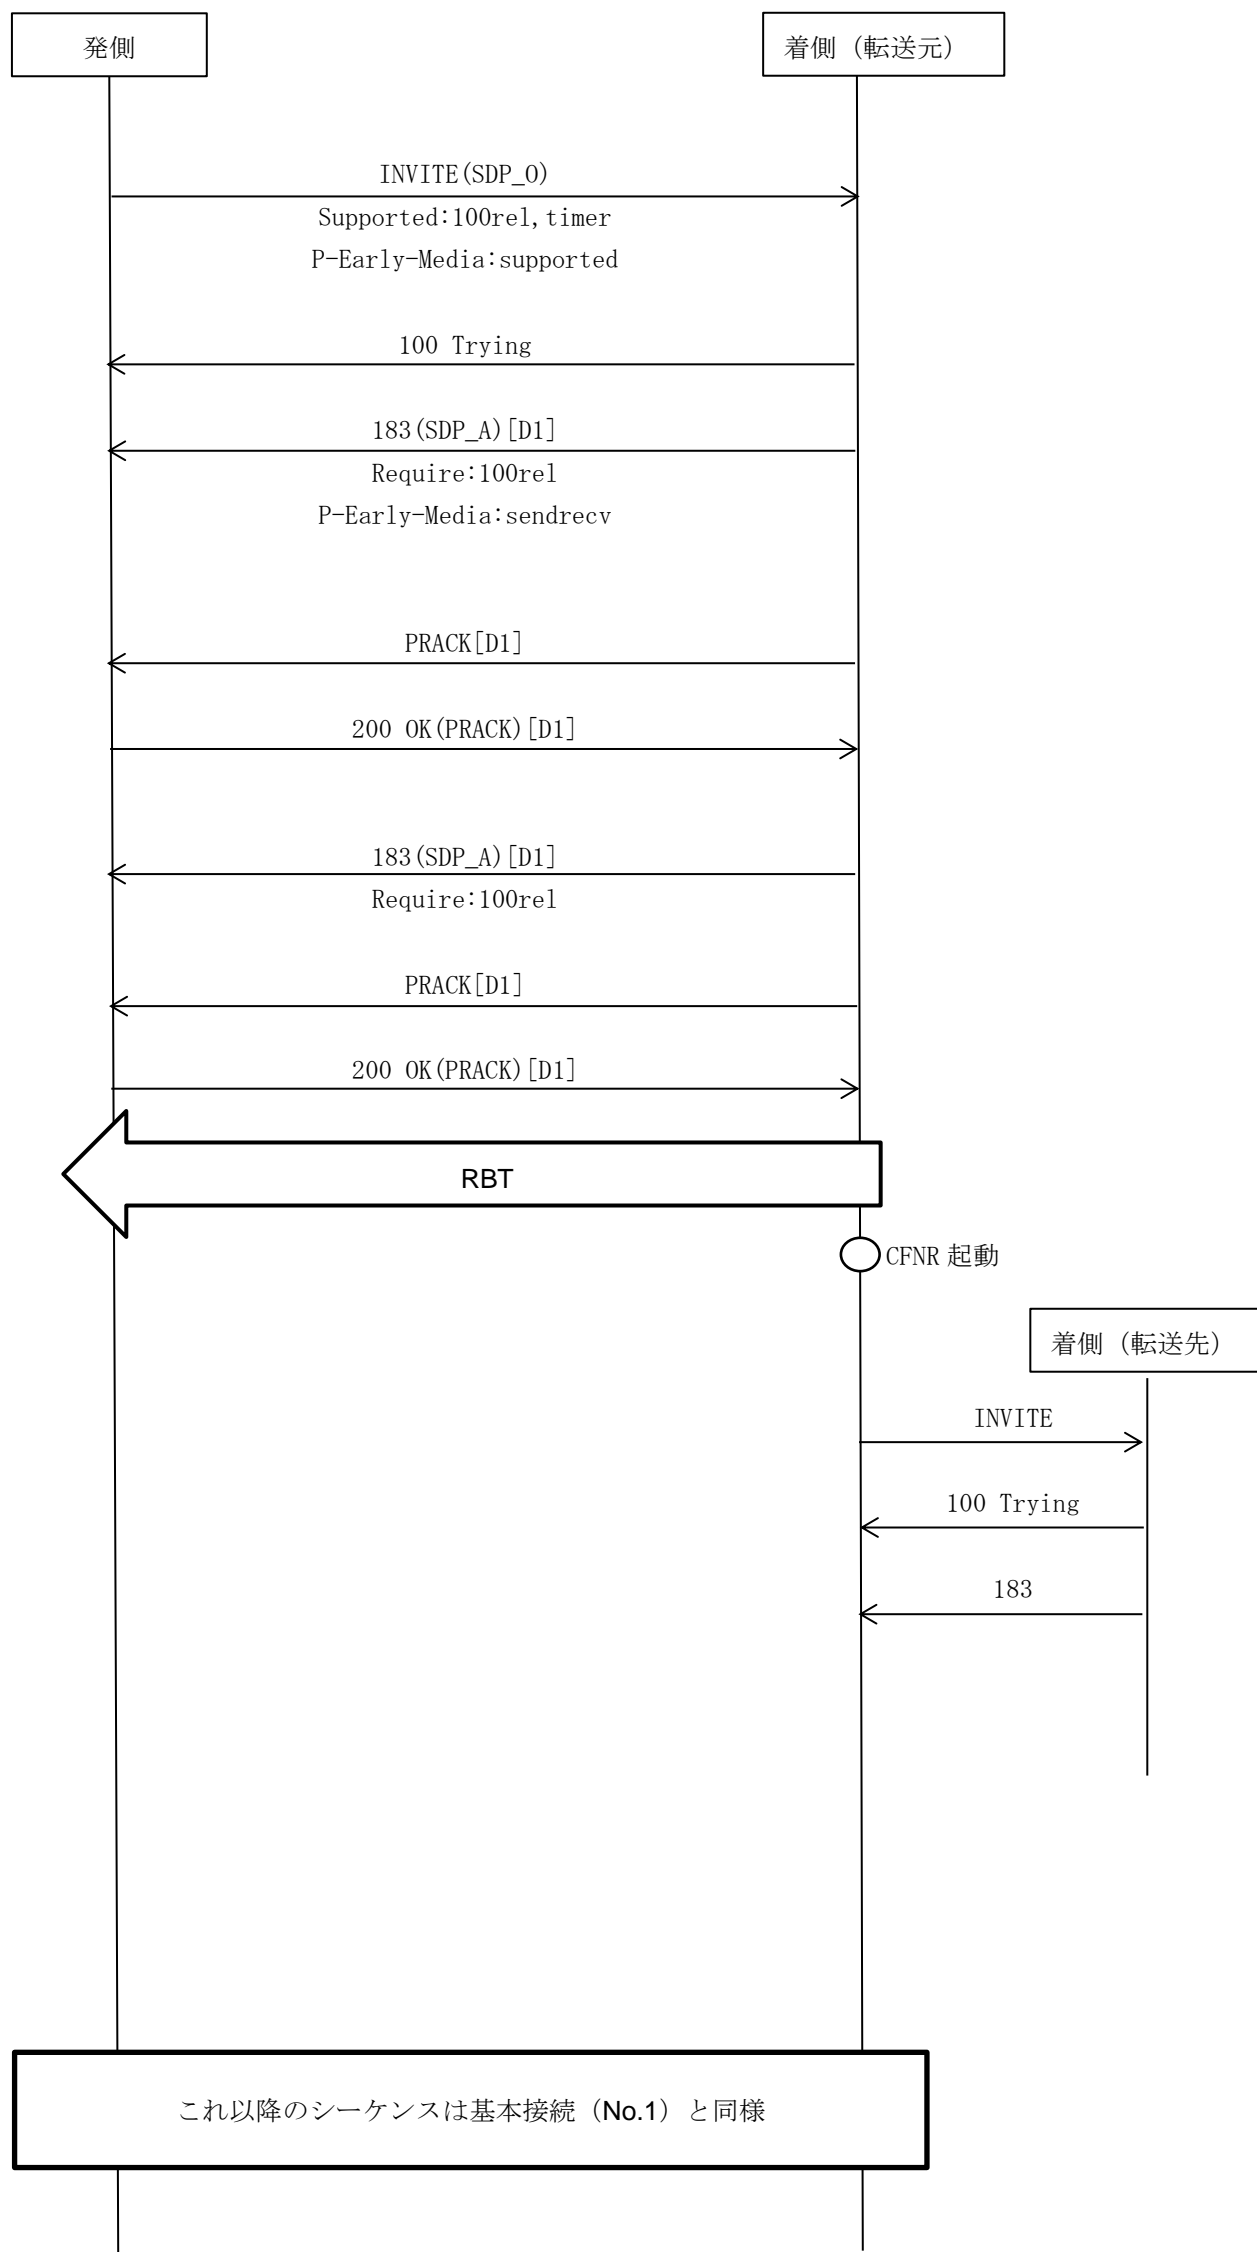 発側
着側（転送元）
INVITE(SDP_O)
Supported:100rel,timer
P-Early-Media:supported
100 Trying
183(SDP_A)[D1]
Require:100rel
P-Early-Media:sendrecv
PRACK[D1]
200 OK(PRACK)[D1]
183(SDP_A)[D1]
Require:100rel
PRACK[D1]
200 OK(PRACK)[D1]
RBT
CFNR 起動
着側（転送先）
INVITE
100 Trying
183
これ以降のシーケンスは基本接続（No.1）と同様